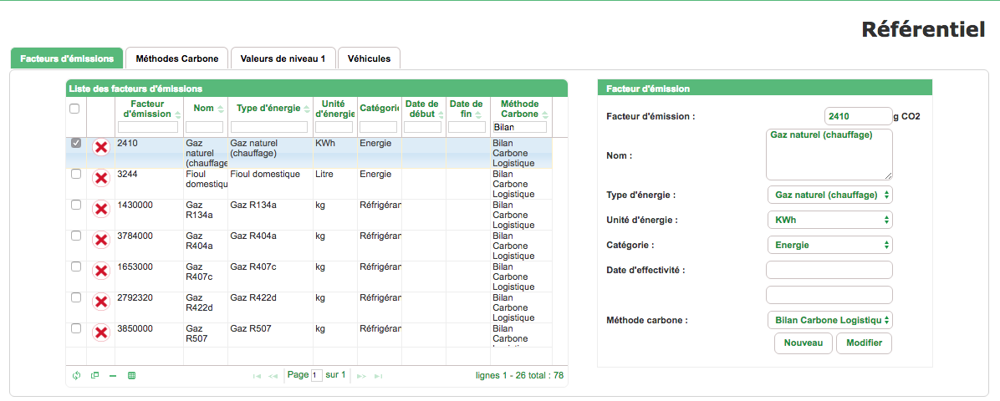 Référentiel
Facteurs d'émissions
Méthodes Carbone
Valeurs de niveau 1
Véhicules
Liste des facteurs d'émissions
Facteur
d'émission
Nom
Type d'énergie
Unité
d'énergie
Catégorie
Date de
début
Date de
fin
Méthode
Carbone
Bilan
2410
Gaz
naturel
(chauffage
Gaz naturel
(chauffage)
KWh
Energie
Bilan
Carbone
Logistique
3244
Fioul
domestiqu
Fioul domestique
Litre
Energie
Bilan
Carbone
Logistique
1430000
Gaz
R134a
Gaz R134a
kg
Réfrigéran
Bilan
Carbone
Logistique
3784000
Gaz
R404a
Gaz R404a
kg
Réfrigéran
Bilan
Carbone
Logistique
1653000
Gaz
R407c
Gaz R407c
kg
Réfrigéran
Bilan
Carbone
Logistique
2792320
Gaz
R422d
Gaz R422d
kg
Réfrigéran
Bilan
Carbone
Logistique
3850000
Gaz
R507
Gaz R507
kg
Réfrigéran
Bilan
Carbone
Page 1 sur 1
lignes 1 - 26 total : 78
Facteur d'émission
Facteur d'émission : 2410 g CO2
Nom : Gaz naturel (chauffage)
Type d'énergie : Gaz naturel (chauffage)
Unité d'énergie : KWh
Catégorie : Energie
Date d'effectivité :
Méthode carbone : Bilan Carbone Logistiqu
Nouveau
Modifier